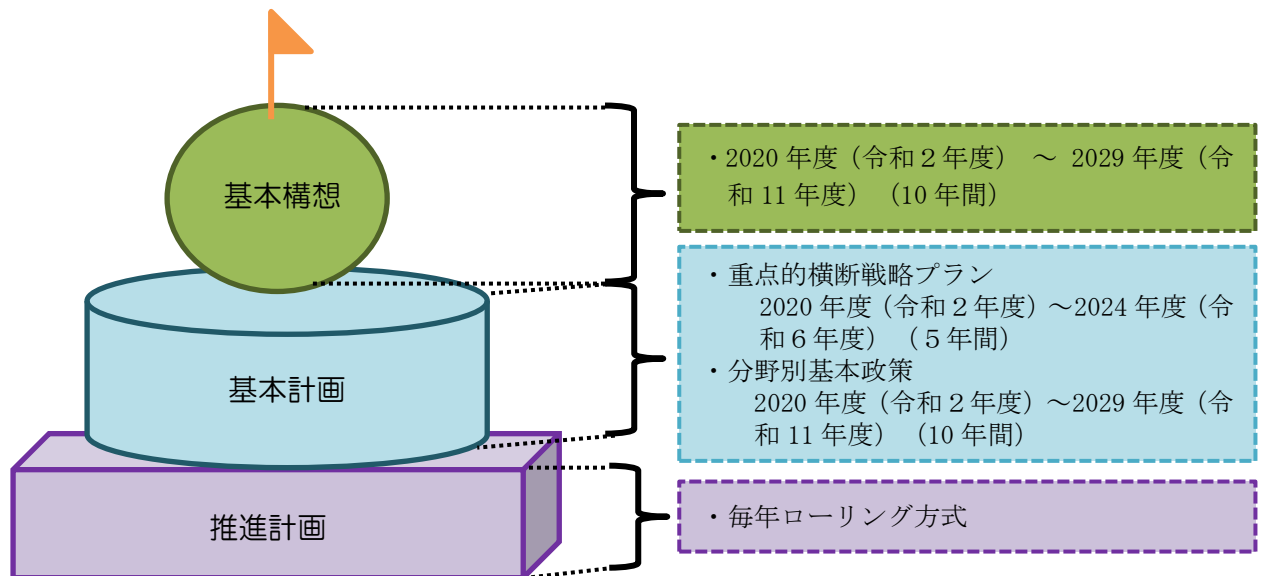 基本構想
・2020 年度（令和２年度） ～ 2029 年度（令
和 11 年度）（10 年間）
基本計画
・重点的横断戦略プラン
2020 年度（令和２年度）～2024 年度（令
和６年度）（５年間）
・分野別基本政策
2020 年度（令和２年度）～2029 年度（令
和 11 年度）（10 年間）
推進計画
・毎年ローリング方式